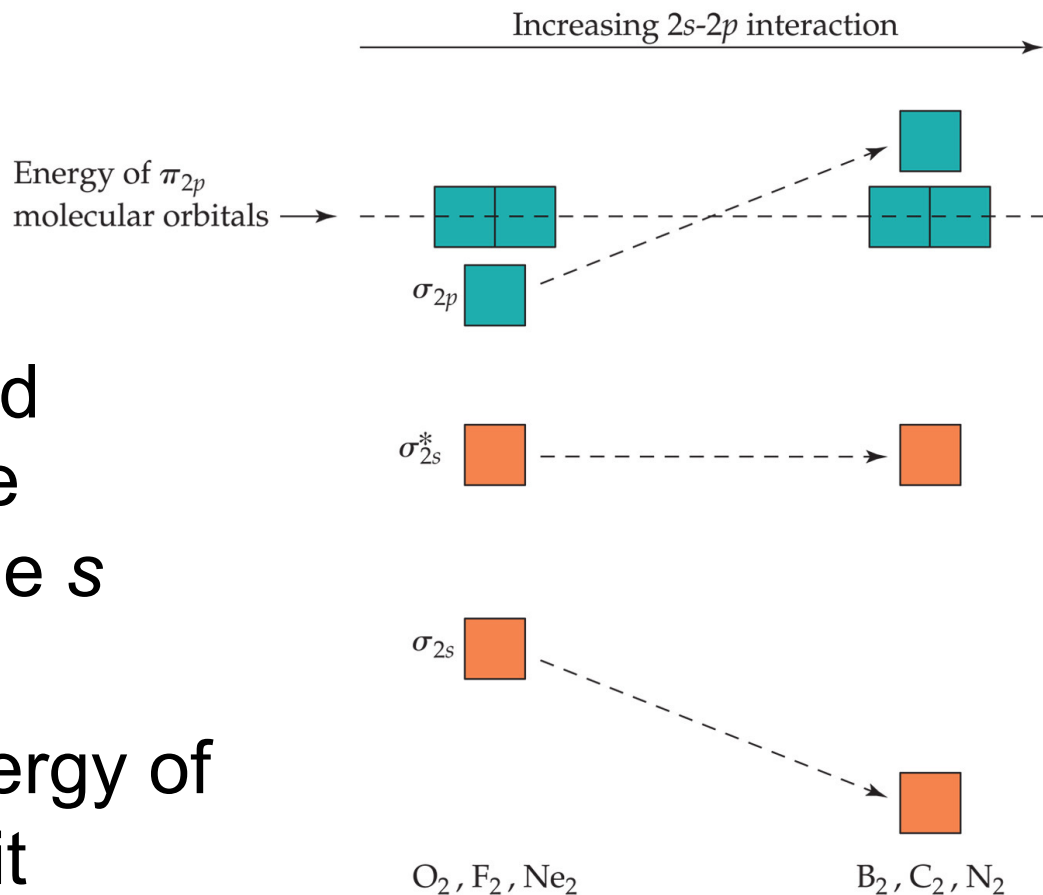 Increasing 2s-2p interaction
Energy of π₂ₚ
molecular orbitals
σ₂ₚ
d
σ*₂ₛ
e
e s
σ₂ₛ
ergy of
it
O₂, F₂, Ne₂
B₂, C₂, N₂